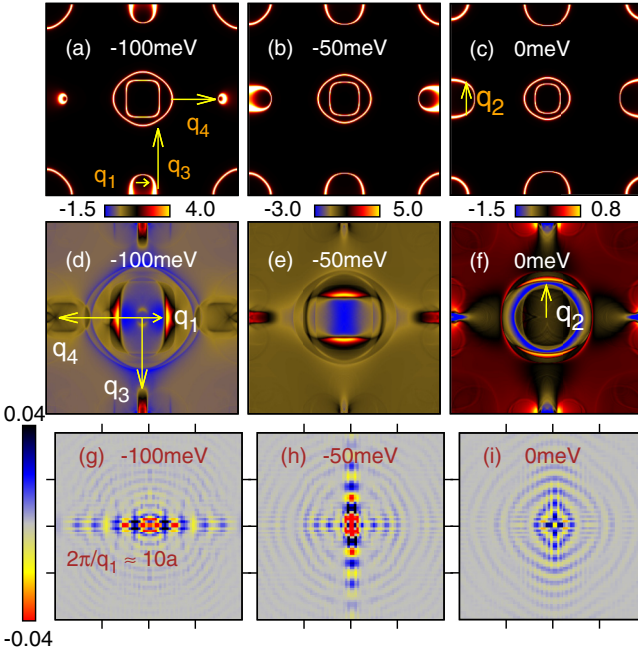 (a) -100meV (b) -50meV (c) 0meV
q4
q2
q1
q3
-1.5 4.0 -3.0 5.0 -1.5 0.8
(d) -100meV (e) -50meV (f) 0meV
q1
q4
q2
q3
0.04
(g) -100meV (h) -50meV (i) 0meV
2π/q1 ≈ 10a
-0.04